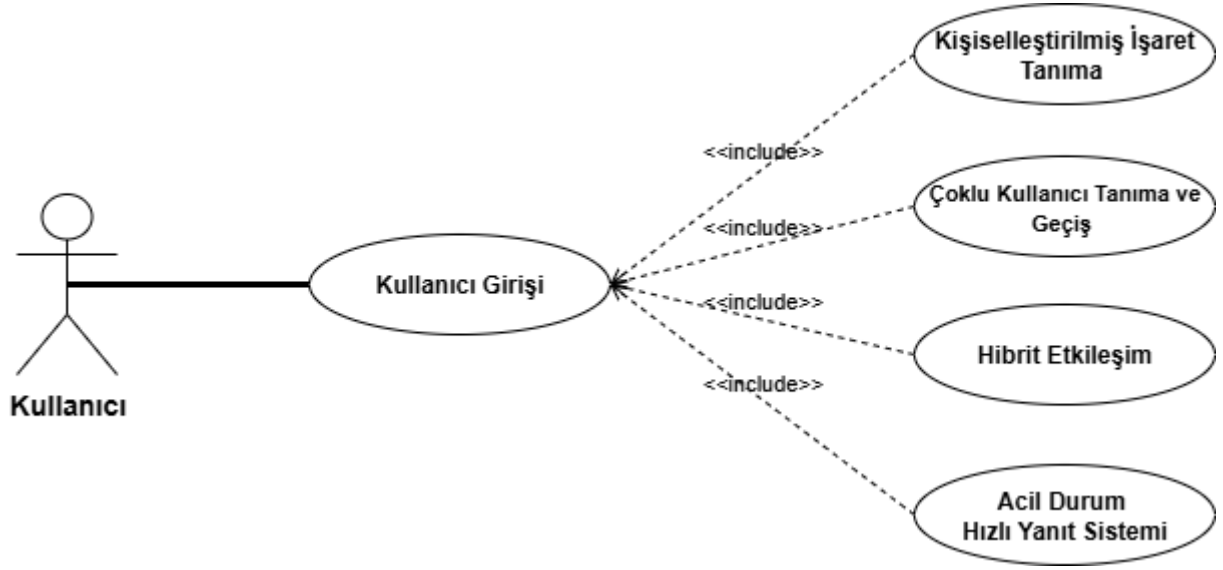 Kişiselleştirilmiş İşaret
Tanıma
<<include>>
Çoklu Kullanıcı Tanıma ve
Geçiş
<<include>>
Kullanıcı Girişi
<<include>>
Hibrit Etkileşim
<<include>>
Kullanıcı
Acil Durum
Hızlı Yanıt Sistemi